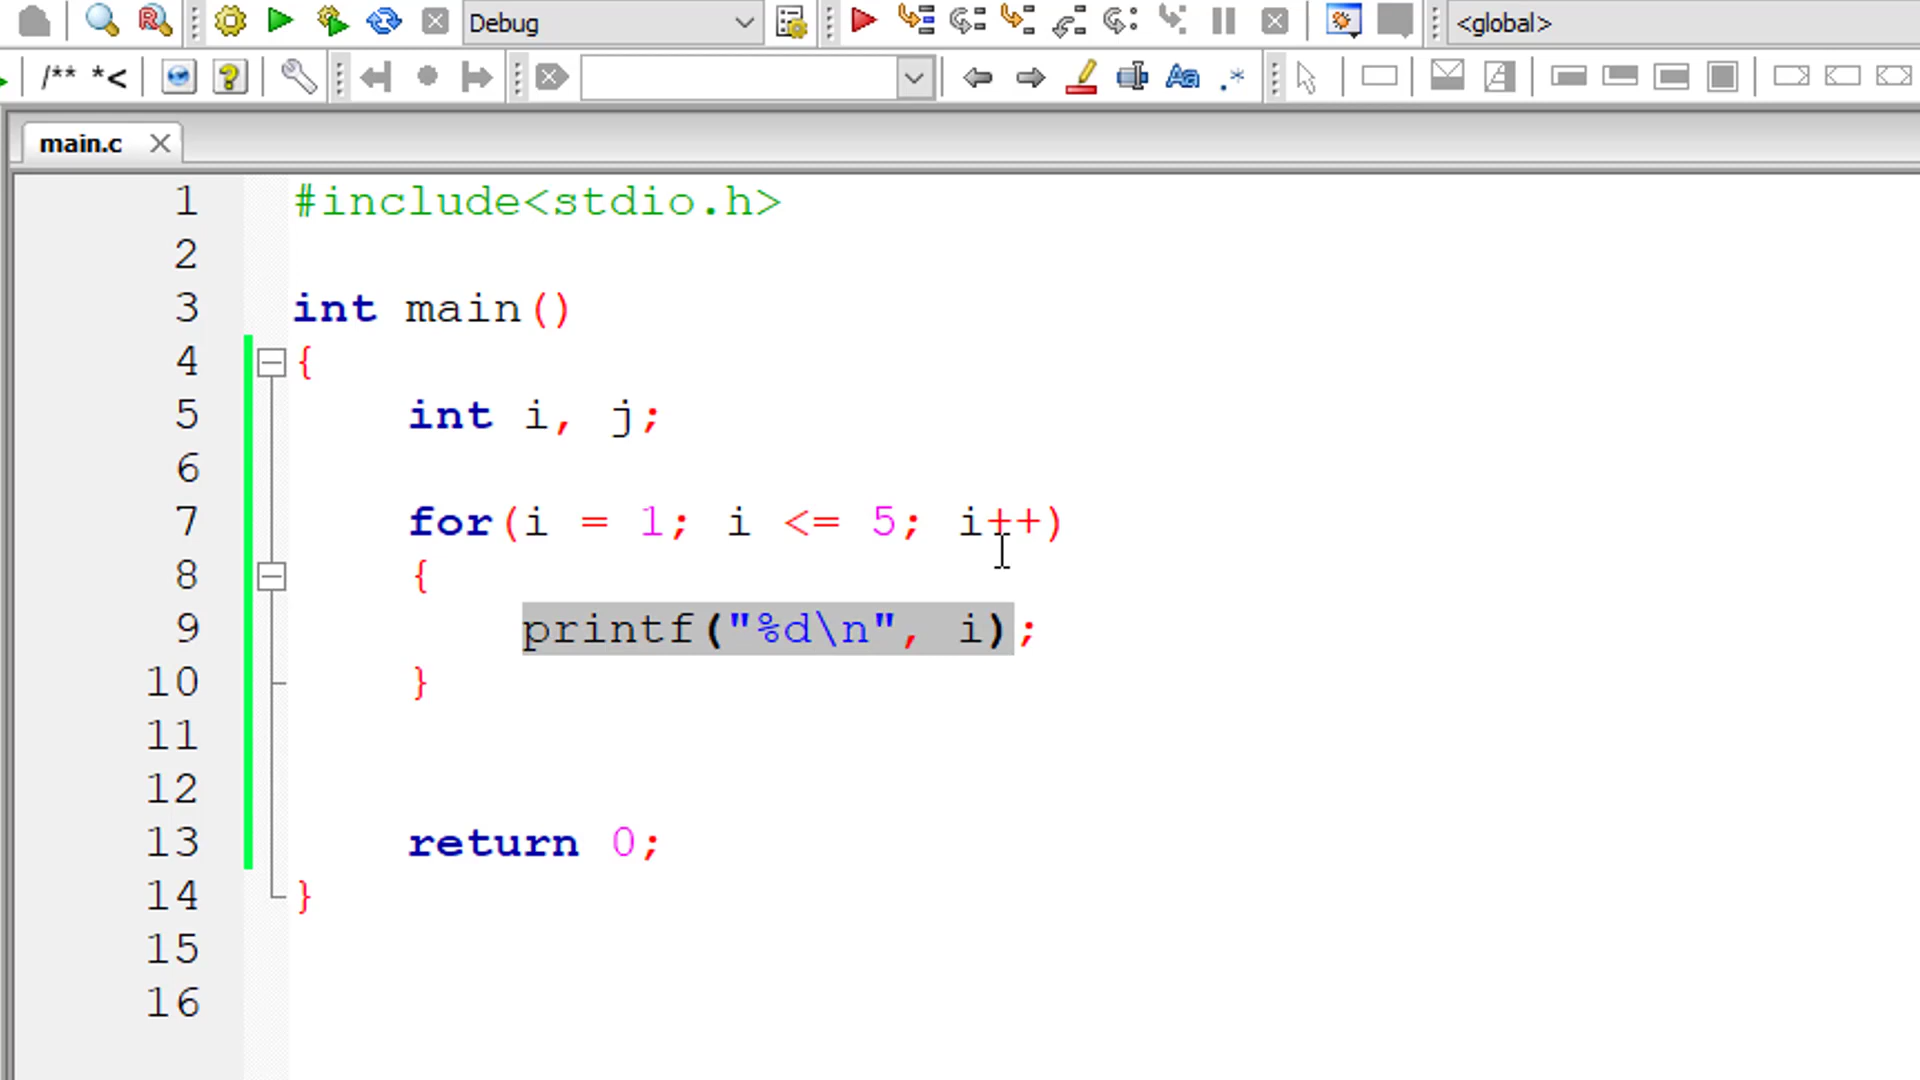 Debug
<global>
/** *<
main.c
1 #include<stdio.h>
2
3 int main()
4 {
5 int i, j;
6
7 for(i = 1; i <= 5; i++)
8 {
9 printf("%d\n", i);
10 }
11
12
13 return 0;
14 }
15
16